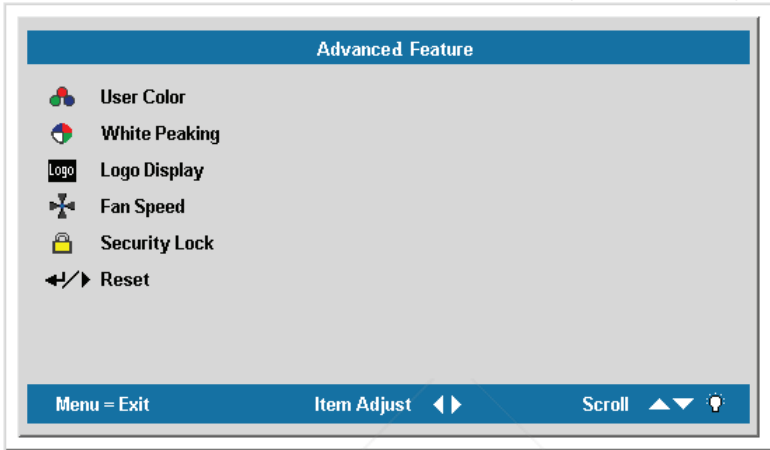 Advanced Feature
User Color
White Peaking
Logo Logo Display
Fan Speed
Security Lock
Reset
Menu = Exit Item Adjust Scroll